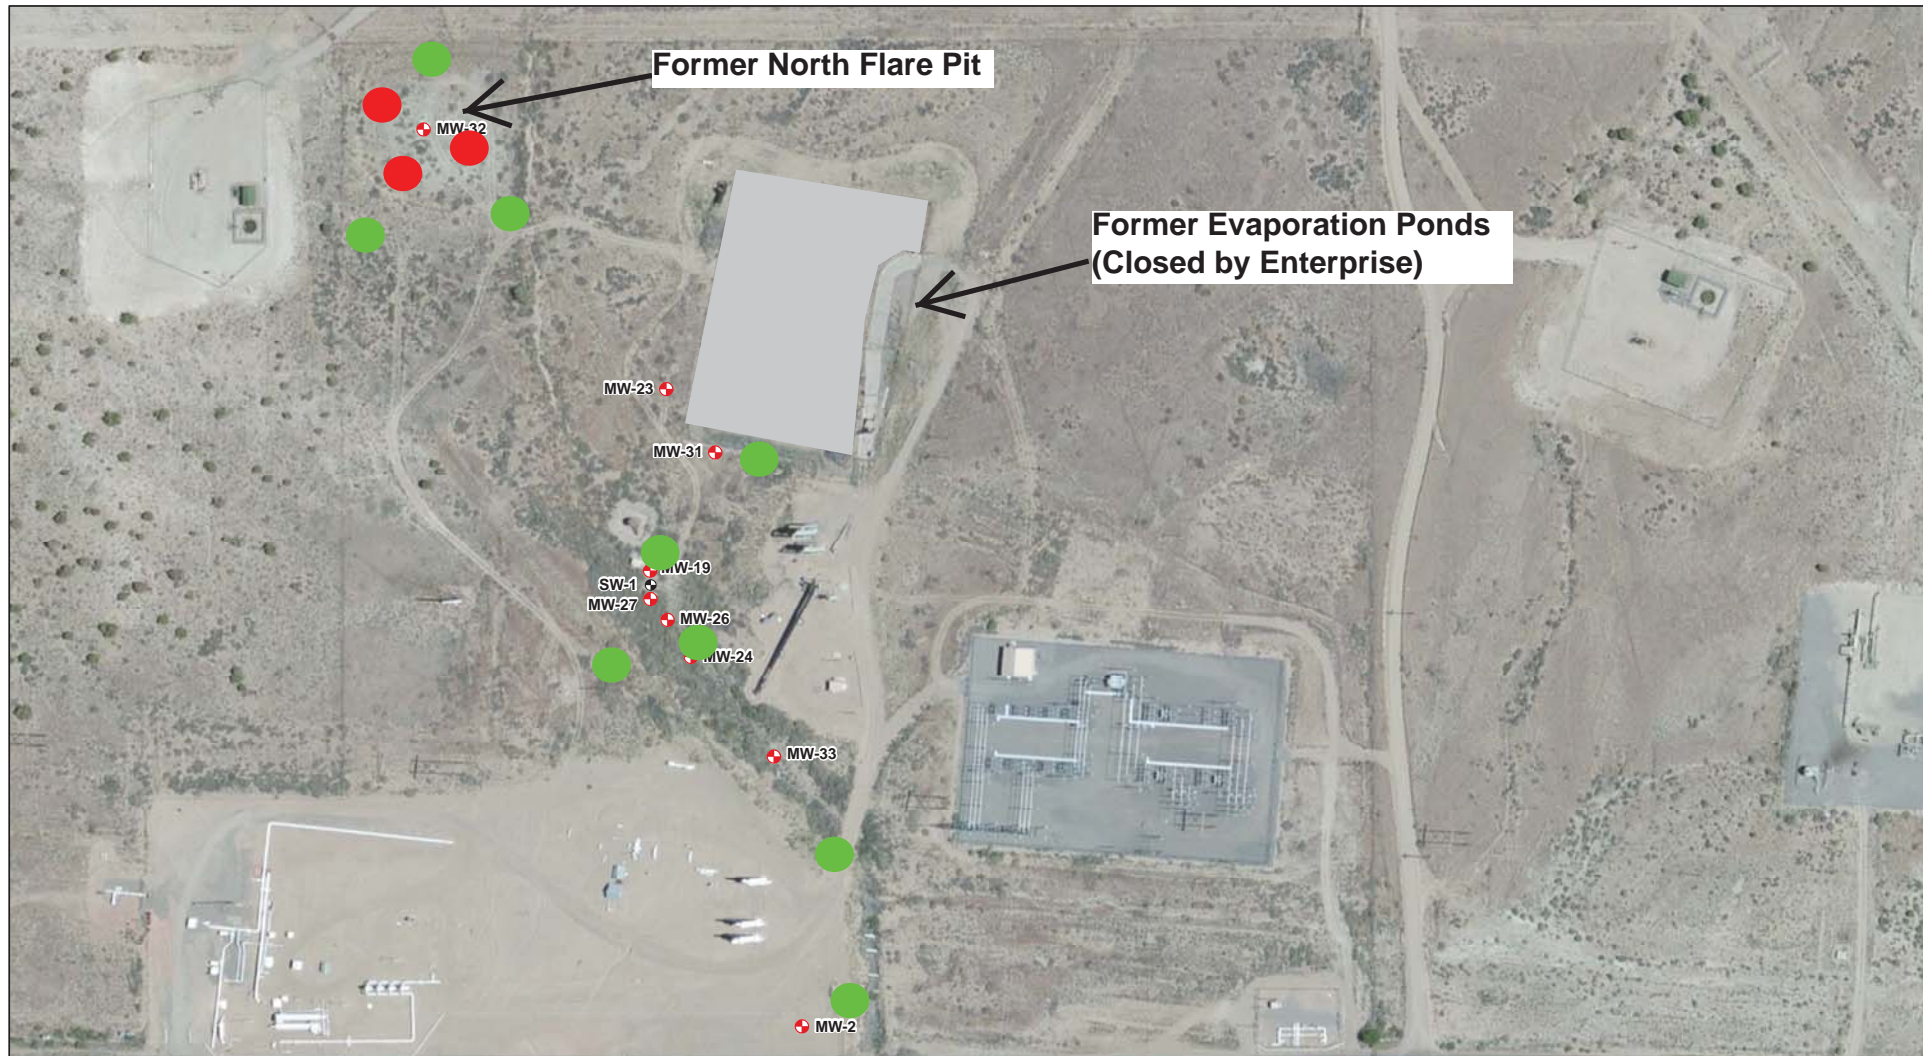 Former North Flare Pit
MW-32
Former Evaporation Ponds
(Closed by Enterprise)
MW-23
MW-31
MW-19
SW-1
MW-27
MW-26
MW-24
MW-33
MW-2